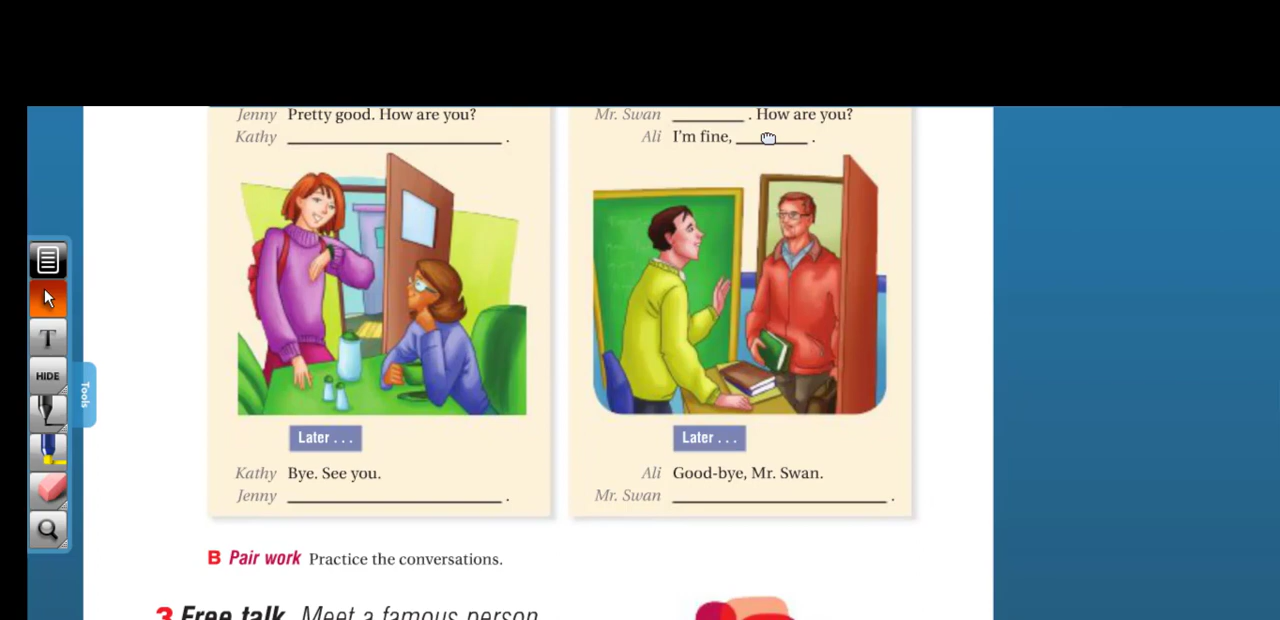 Jenny Pretty good. How are you?
Kathy ____________________ .
Mr. Swan ________ . How are you?
Ali I'm fine, ________ .
Later . . .
Kathy Bye. See you.
Jenny ____________________ .
Later . . .
Ali Good-bye, Mr. Swan.
Mr. Swan ____________________ .
B Pair work Practice the conversations.
3 Free talk Meet a famous person
T
HIDE
Tools